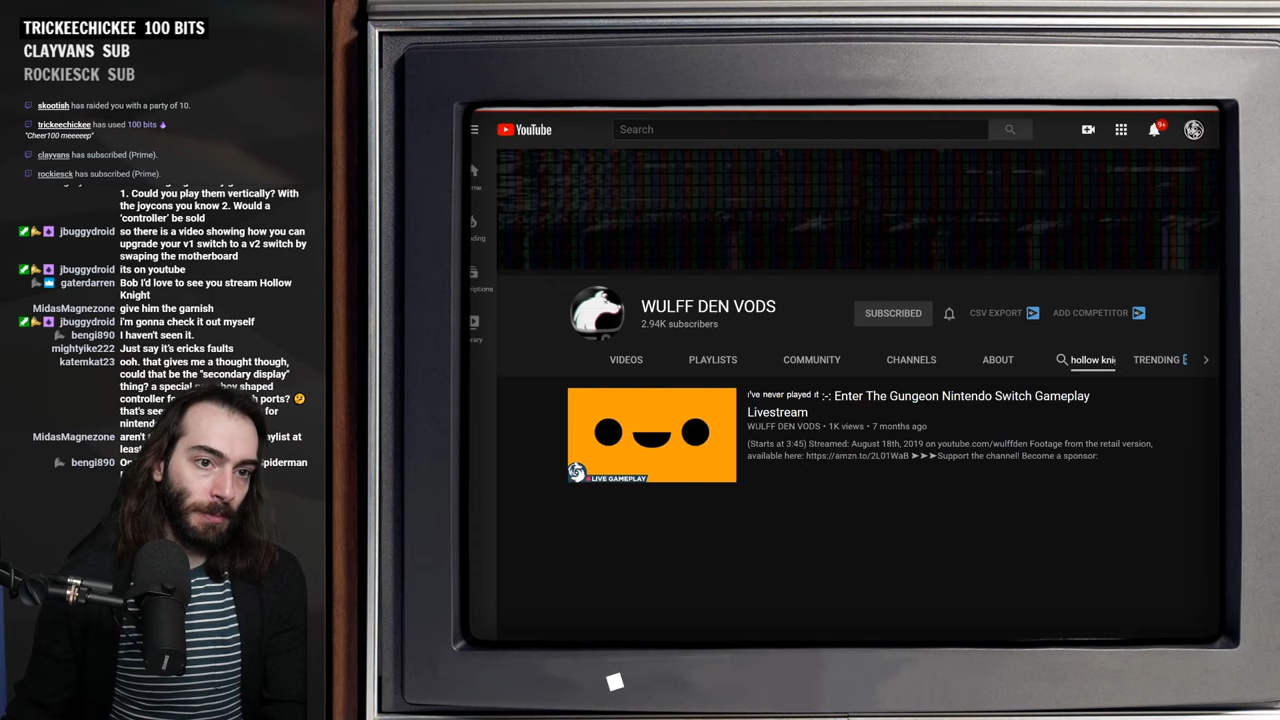 TRICKEECHICKEE 100 BITS
CLAYVANS SUB
ROCKIESCK SUB
skootish has raided you with a party of 10.
trickeechickee has used 100 bits
"Cheer100 meeeeep"
clayvans has subscribed (Prime).
rockiesck has subscribed (Prime).
1. Could you play them vertically? With
the joycons you know 2. Would a
'controller' be sold
jbuggydroid so there is a video showing how you can
upgrade your v1 switch to a v2 switch by
swaping the motherboard
jbuggydroid its on youtube
gaterdarren Bob I'd love to see you stream Hollow
Knight
MidasMagnezone give him the garnish
jbuggydroid i'm gonna check it out myself
bengi890 I haven't seen it.
mightyike222 Just say it's ericks faults
katemkat23 ooh. that gives me a thought though,
could that be the "secondary display"
thing? a special
controller
that's
ninten
MidasMagnezone aren't
least
bengi890
YouTube
Search
9+
WULFF DEN VODS
2.94K subscribers
SUBSCRIBED
CSV EXPORT
ADD COMPETITOR
VIDEOS
PLAYLISTS
COMMUNITY
CHANNELS
ABOUT
hollow kni
TRENDING
LIVE GAMEPLAY
I've never played it :-: Enter The Gungeon Nintendo Switch Gameplay
Livestream
WULFF DEN VODS • 1K views • 7 months ago
(Starts at 3:45) Streamed: August 18th, 2019 on youtube.com/wulffden Footage from the retail version,
available here: https://amzn.to/2L01WaB ➤➤➤Support the channel! Become a sponsor: